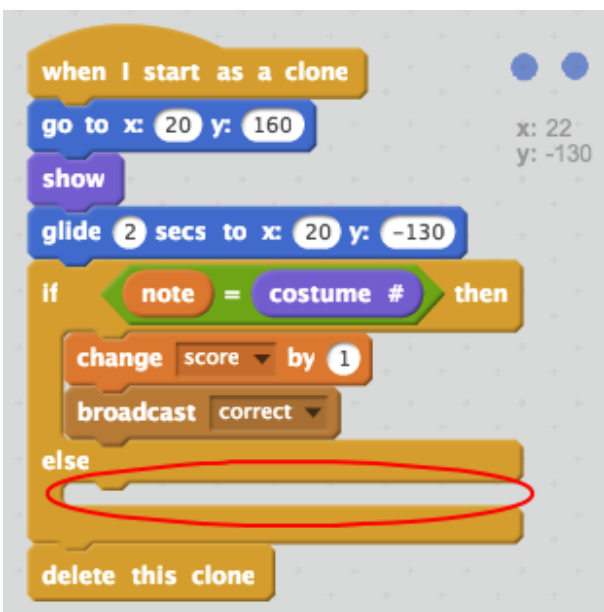 when I start as a clone
go to x: 20 y: 160
x: 22
y: -130
show
glide 2 secs to x: 20 y: -130
if note = costume # then
change score by 1
broadcast correct
else
delete this clone